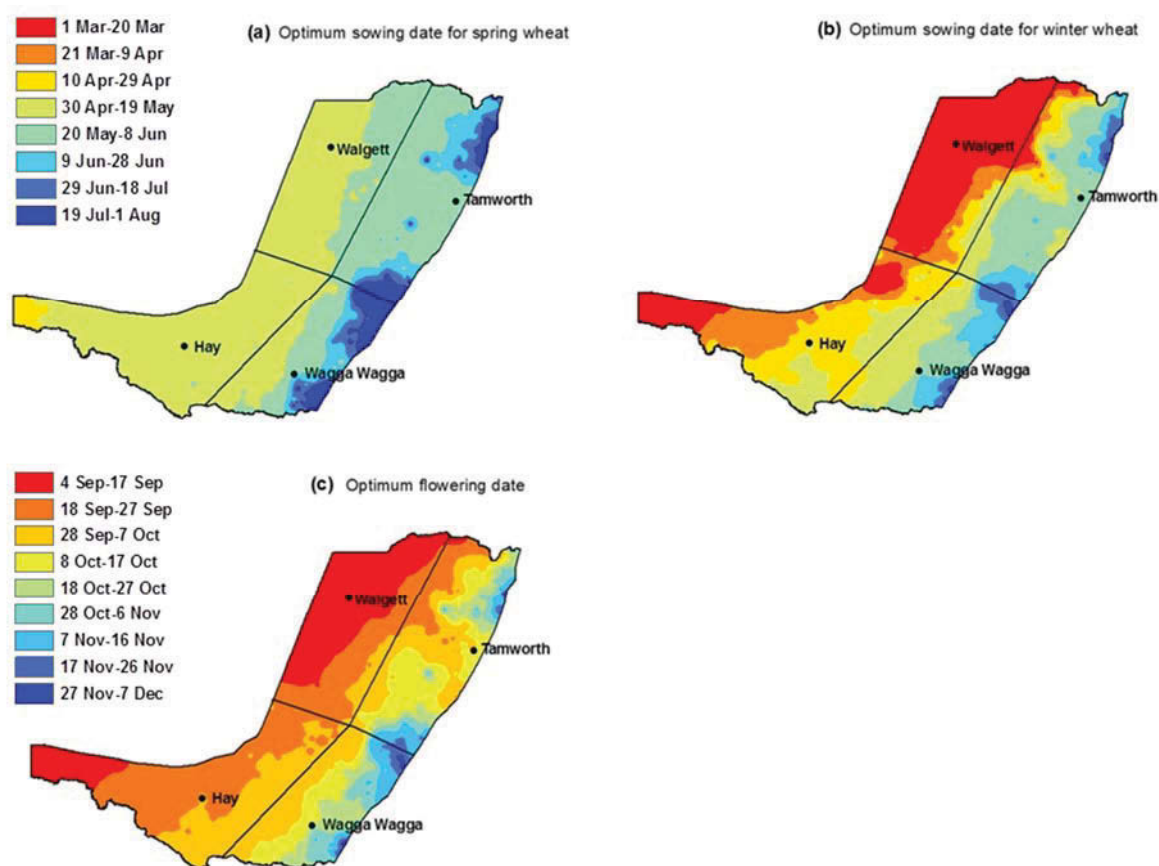 (a) Optimum sowing date for spring wheat
1 Mar-20 Mar
21 Mar-9 Apr
10 Apr-29 Apr
30 Apr-19 May
20 May-8 Jun
9 Jun-28 Jun
29 Jun-18 Jul
19 Jul-1 Aug
Walgett
Tamworth
Hay
Wagga Wagga
(b) Optimum sowing date for winter wheat
Walgett
Tamworth
Hay
Wagga Wagga
(c) Optimum flowering date
4 Sep-17 Sep
18 Sep-27 Sep
28 Sep-7 Oct
8 Oct-17 Oct
18 Oct-27 Oct
28 Oct-6 Nov
7 Nov-16 Nov
17 Nov-26 Nov
27 Nov-7 Dec
Walgett
Tamworth
Hay
Wagga Wagga